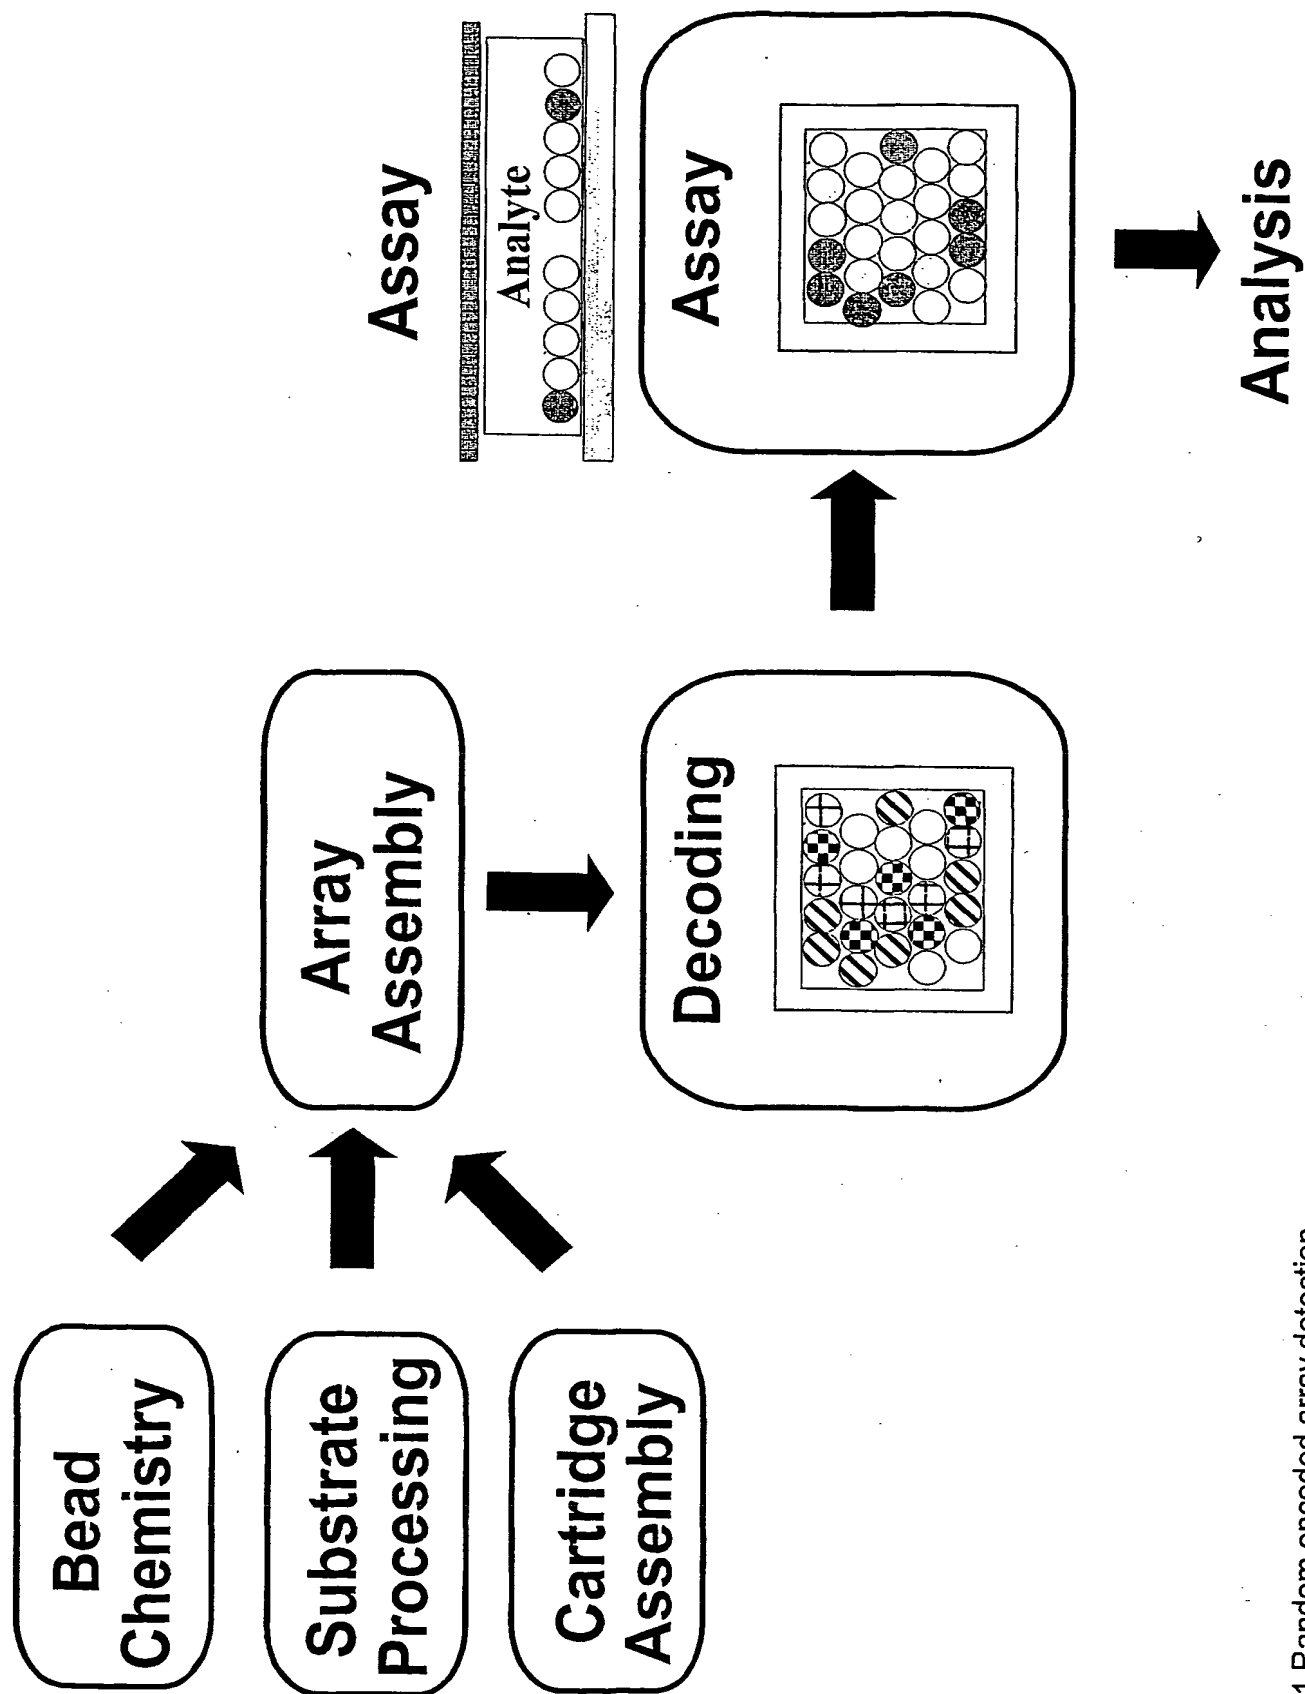 Bead
Chemistry
Substrate
Processing
Cartridge
Assembly
Array
Assembly
Decoding
Assay
Analyte
Assay
Analysis
1 Random encoded array detection